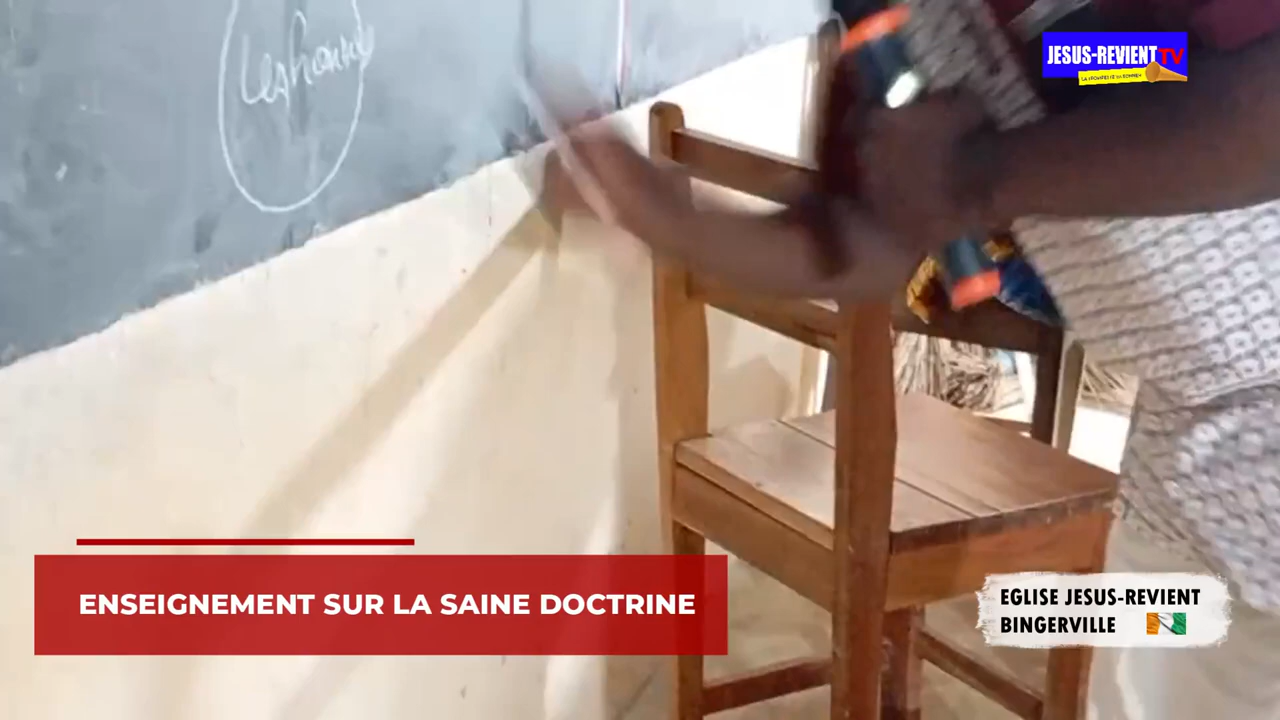 JESUS-REVIENT TV
ENSEIGNEMENT SUR LA SAINE DOCTRINE
EGLISE JESUS-REVIENT
BINGERVILLE